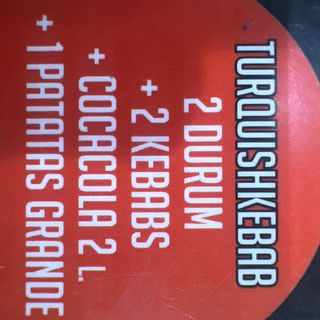 TURQUISHKEBAB
2 DURUM
+ 2 KEBABS
+ COCACOLA 2 L.
+ 1 PATATAS GRANDE